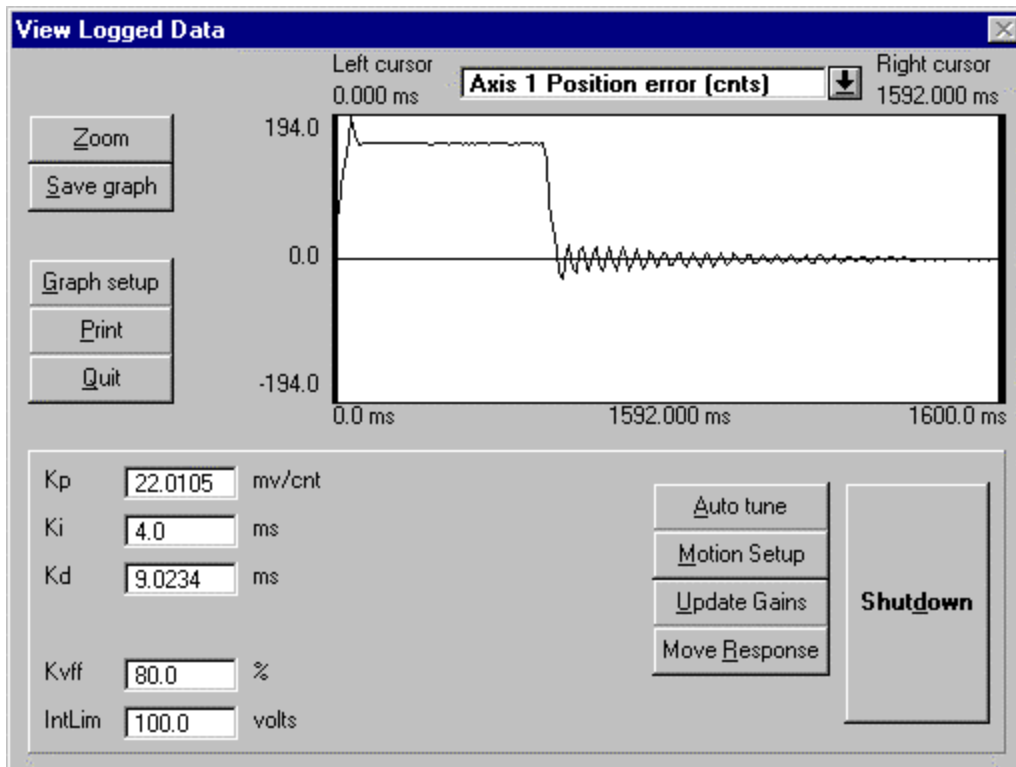 View Logged Data
Left cursor
0.000 ms
Axis 1 Position error (cnts)
Right cursor
1592.000 ms
Zoom
Save graph
Graph setup
Print
Quit
194.0
0.0
-194.0
0.0 ms
1592.000 ms
1600.0 ms
Kp 22.0105 mv/cnt
Ki 4.0 ms
Kd 9.0234 ms
Kvff 80.0 %
IntLim 100.0 volts
Auto tune
Motion Setup
Update Gains
Move Response
Shutdown